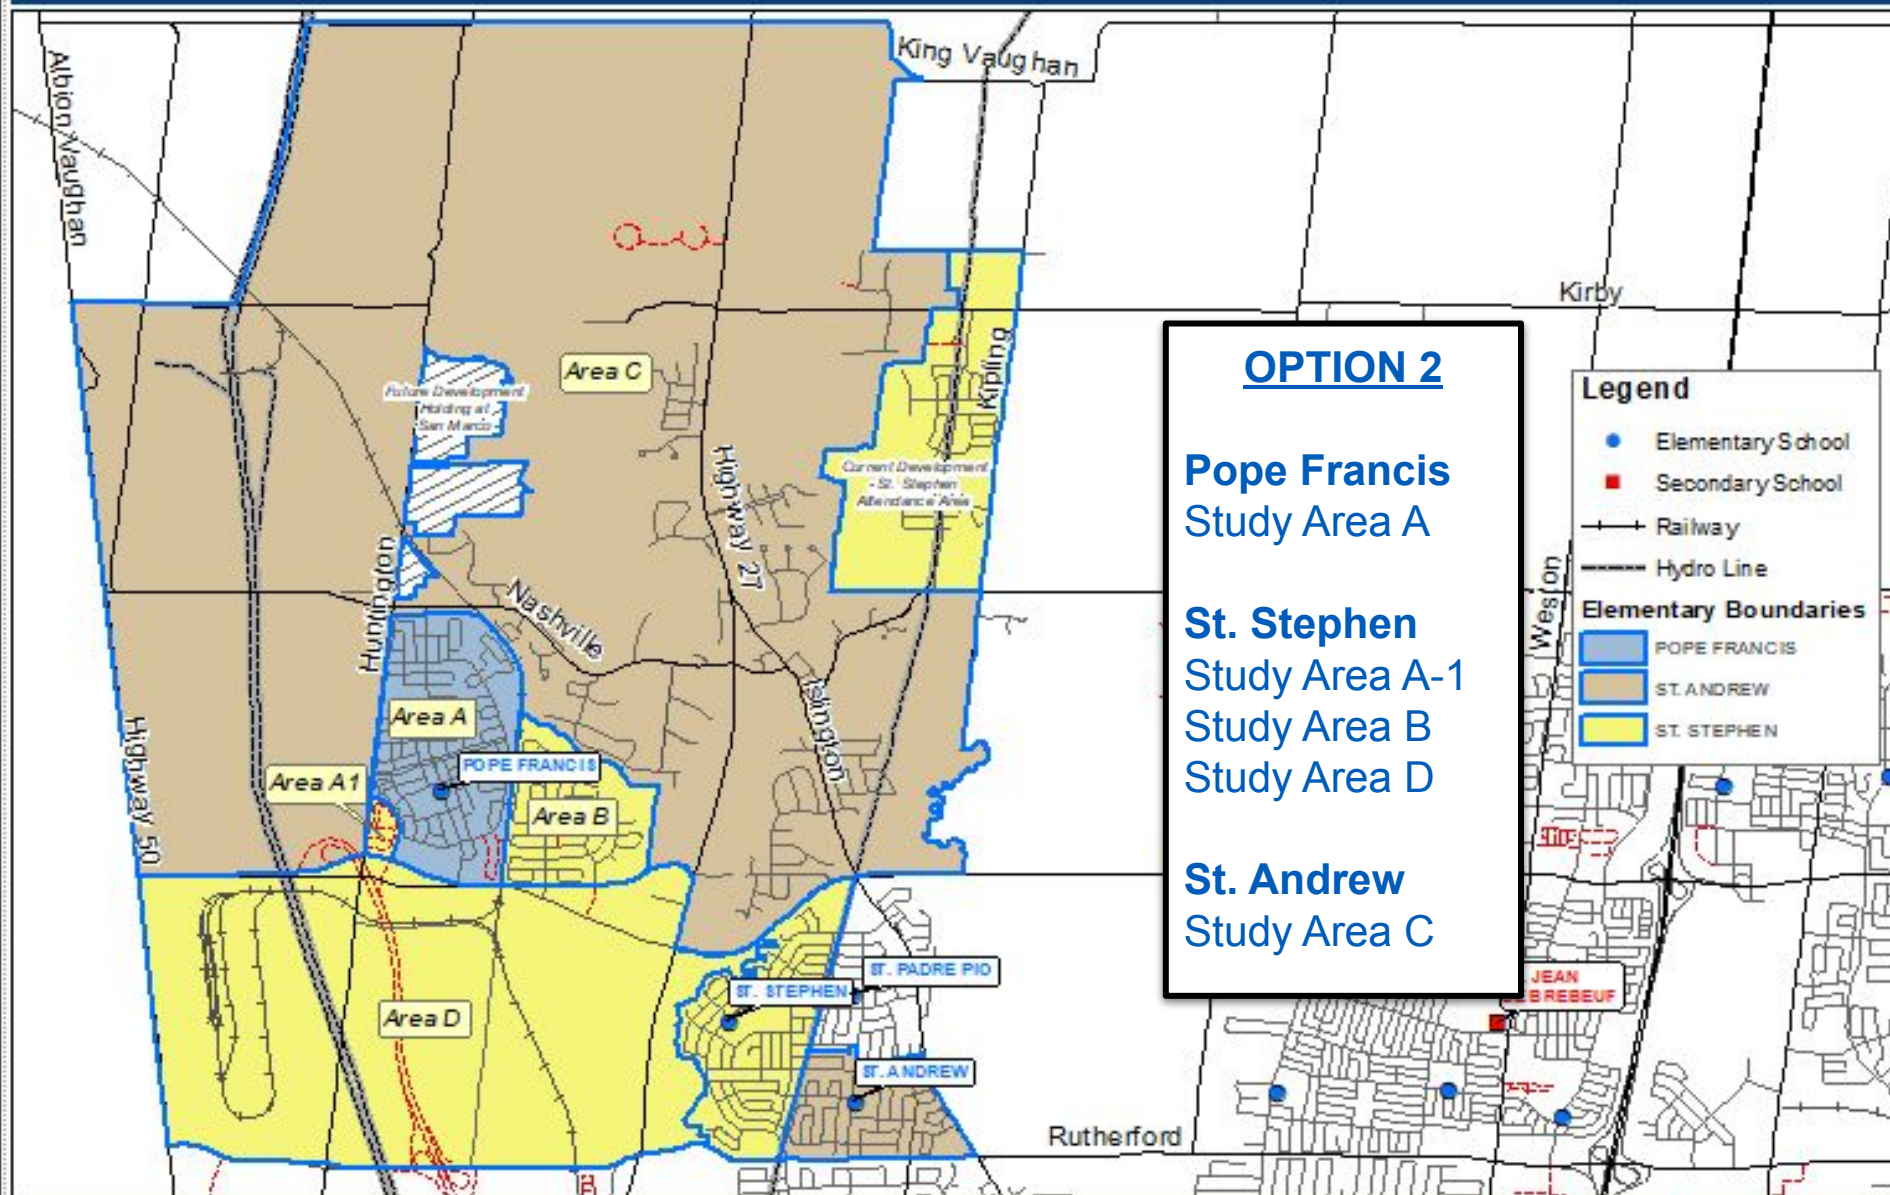 King Vaughan
Albion Vaughan
Kirby
Kipling
Area C
Future Development
Holding at
San Marco
Current Development
- St. Stephen
Attendance Area
Highway 27
Huntington
Nashville
Islington
Highway 50
Area A
POPE FRANCIS
Area A1
Area B
Area D
ST. STEPHEN
ST. PADRE PIO
ST. ANDREW
Rutherford
Weston
JEAN
BREBEUF
OPTION 2
Pope Francis
Study Area A
St. Stephen
Study Area A-1
Study Area B
Study Area D
St. Andrew
Study Area C
Legend
Elementary School
Secondary School
Railway
Hydro Line
Elementary Boundaries
POPE FRANCIS
ST. ANDREW
ST. STEPHEN